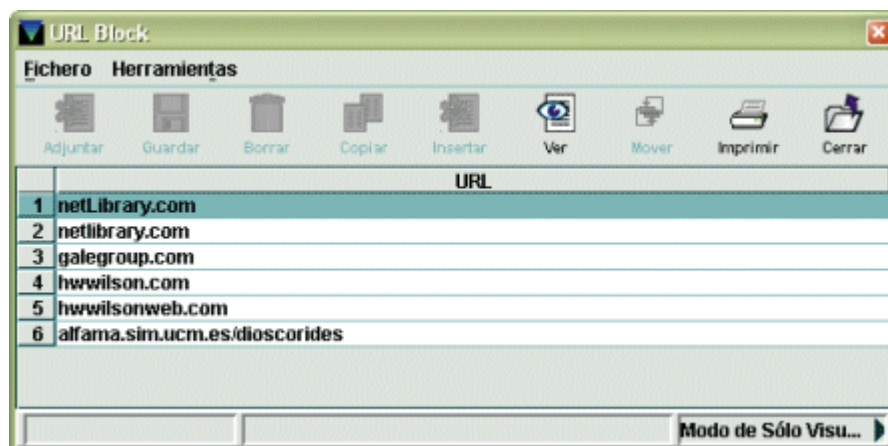 URL Block
Fichero Herramientas
Adjuntar Guardar Borrar Copiar Insertar Ver Mover Imprimir Cerrar
URL
1 netLibrary.com
2 netlibrary.com
3 galegroup.com
4 hwwilson.com
5 hwwilsonweb.com
6 alfama.sim.ucm.es/dioscorides
Modo de Sólo Visu...